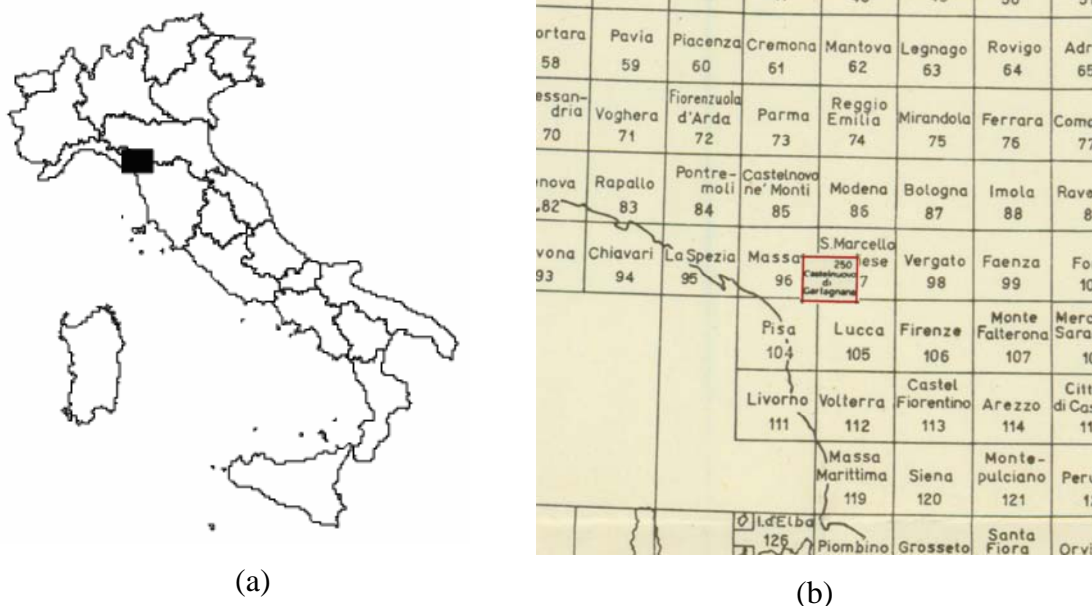 58
Pavia
59
Piacenza
60
Cremona
61
Mantova
62
Legnago
63
Rovigo
64
70
Voghera
71
Fiorenzuola
d'Arda
72
Parma
73
Reggio
Emilia
74
Mirandola
75
Ferrara
76
82
Rapallo
83
Pontre-
moli
84
Castelnovo
ne' Monti
85
Modena
86
Bologna
87
Imola
88
93
Chiavari
94
La Spezia
95
Massa
96
S. Marcello
250
Castelnuovo
di
Garfagnana
Vergato
98
Faenza
99
Pisa
104
Lucca
105
Firenze
106
Monte
Falterona
107
Livorno
111
Volterra
112
Castel
Fiorentino
113
Arezzo
114
Massa
Marittima
119
Siena
120
Monte-
pulciano
121
I.d'Elba
126
Piombino
Grosseto
Santa
Fiora
(a)
(b)